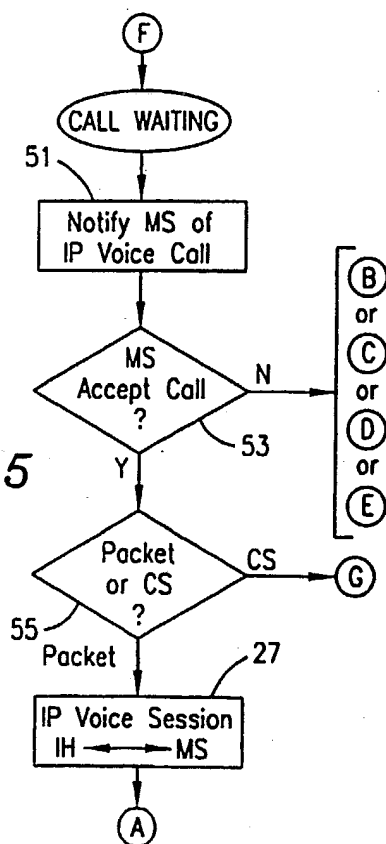 F
CALL WAITING
51
Notify MS of
IP Voice Call
MS
Accept Call
?
N
53
Y
B
or
C
or
D
or
E
5
Packet
or CS
?
CS
G
55
Packet
27
IP Voice Session
IH MS
A